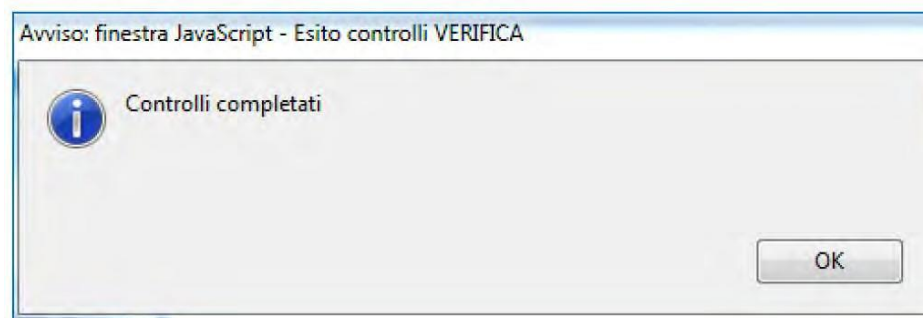 Avviso: finestra JavaScript - Esito controlli VERIFICA
Controlli completati
OK